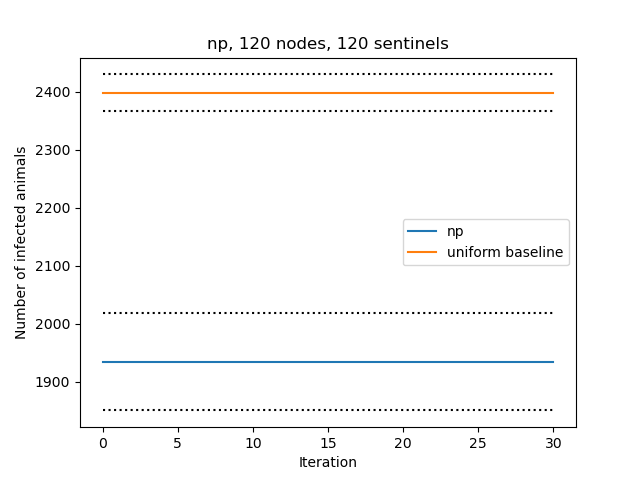 np, 120 nodes, 120 sentinels
Number of infected animals
2400
2300
2200
2100
2000
1900
np
uniform baseline
0 5 10 15 20 25 30
Iteration